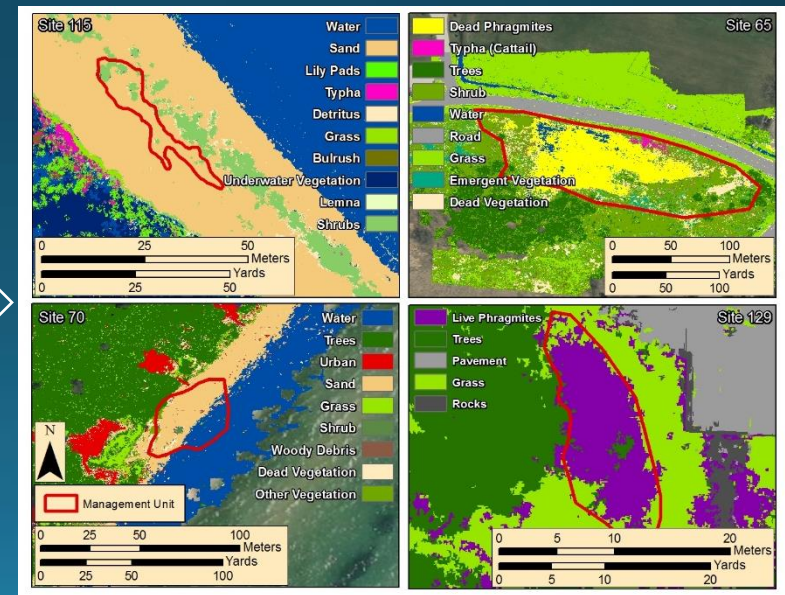 Site 115
Water
Sand
Lily Pads
Typha
Detritus
Grass
Bulrush
Underwater Vegetation
Lemna
Shrubs
0 25 50
Meters
Yards
0 25 50
Site 65
Dead Phragmites
Typha (Cattail)
Trees
Shrub
Water
Road
Grass
Emergent Vegetation
Dead Vegetation
0 50 100
Meters
Yards
0 50 100
Site 70
Water
Trees
Urban
Sand
Grass
Shrub
Woody Debris
Dead Vegetation
Other Vegetation
N
Management Unit
0 25 50 100
Meters
Yards
0 25 50 100
Site 129
Live Phragmites
Trees
Pavement
Grass
Rocks
0 5 10 20
Meters
Yards
0 5 10 20